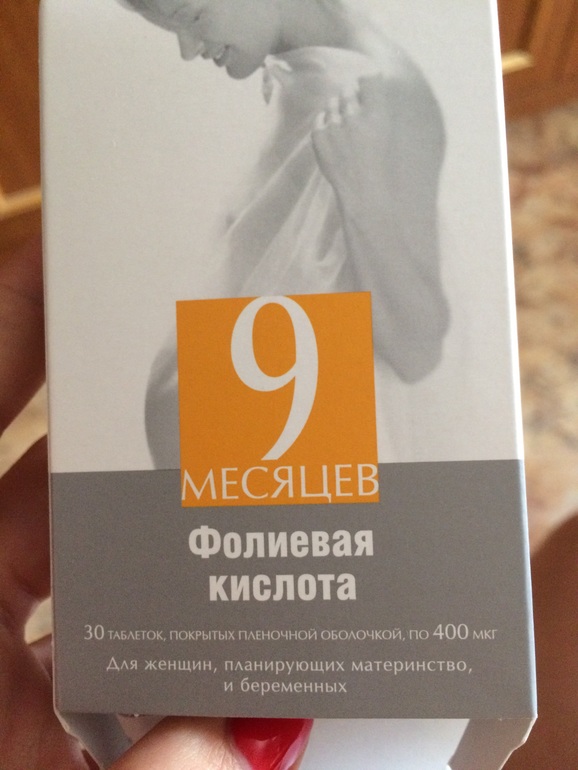 9
МЕСЯЦЕВ
Фолиевая
кислота
30 ТАБЛЕТОК, ПОКРЫТЫХ ПЛЕНОЧНОЙ ОБОЛОЧКОЙ, ПО 400 МКГ
Для женщин, планирующих материнство,
и беременных